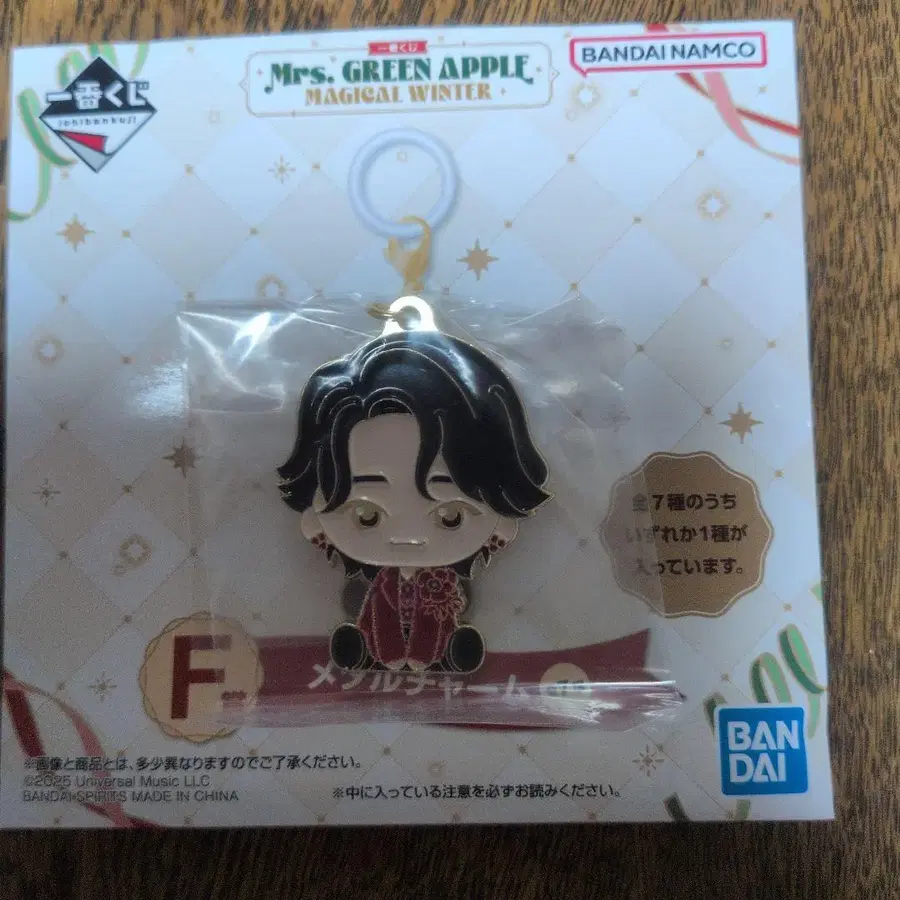 一番くじ
ichibankuji
一番くじ
Mrs. GREEN APPLE
MAGICAL WINTER
BANDAI NAMCO
全7種のうち
いずれか1種が
入っています。
F賞
メタルチャーム
※画像と商品とは、多少異なりますのでご了承ください。
©2025 Universal Music LLC
BANDAI SPIRITS MADE IN CHINA
※中に入っている注意を必ずお読みください。
BAN
DAI